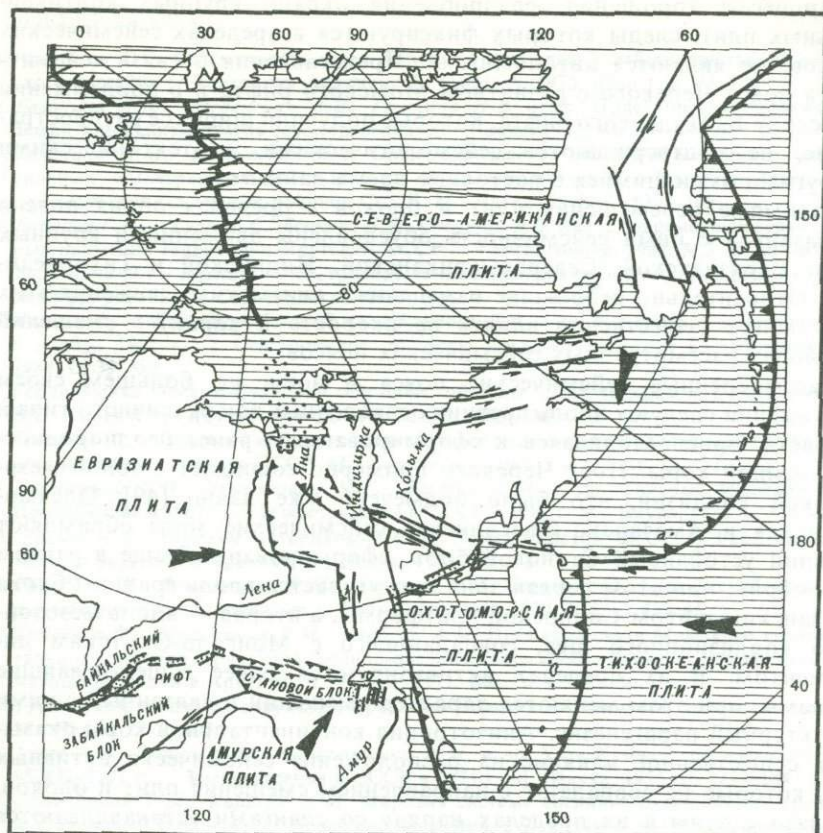 0 30 60 90 120 60
СЕВЕРО-АМЕРИКАНСКАЯ
ПЛИТА
150
60
80
ЕВРАЗИАТСКАЯ
ПЛИТА
Яна
Индигирка
Колыма
90
60
180
Лена
ОХОТОМОРСКАЯ
ПЛИТА
ТИХООКЕАНСКАЯ
ПЛИТА
БАЙКАЛЬСКИЙ
РИФТ
СТАНОВОЙ БЛОК
ЗАБАЙКАЛЬСКИЙ
БЛОК
АМУРСКАЯ
ПЛИТА
Амур
40
120
150